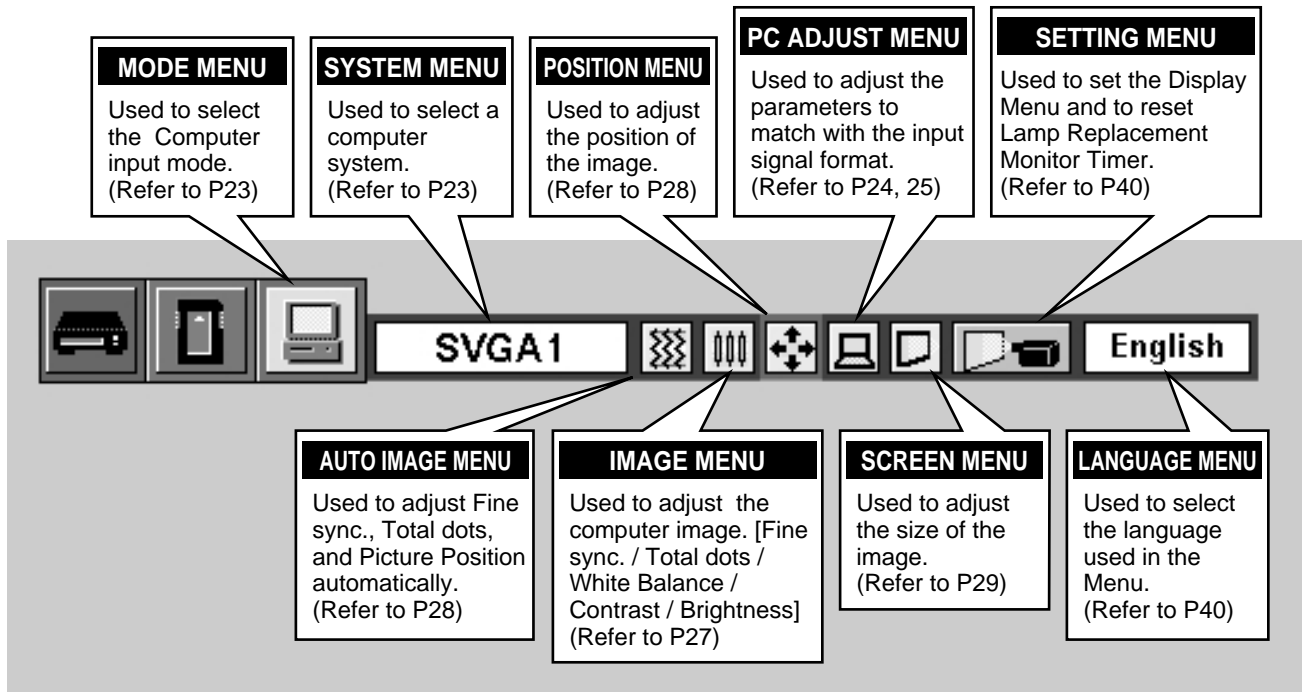 MODE MENU
Used to select
the Computer
input mode.
(Refer to P23)
SYSTEM MENU
Used to select a
computer
system.
(Refer to P23)
POSITION MENU
Used to adjust
the position of
the image.
(Refer to P28)
PC ADJUST MENU
Used to adjust the
parameters to
match with the input
signal format.
(Refer to P24, 25)
SETTING MENU
Used to set the Display
Menu and to reset
Lamp Replacement
Monitor Timer.
(Refer to P40)
SVGA1
English
AUTO IMAGE MENU
Used to adjust Fine
sync., Total dots,
and Picture Position
automatically.
(Refer to P28)
IMAGE MENU
Used to adjust the
computer image. [Fine
sync. / Total dots /
White Balance /
Contrast / Brightness]
(Refer to P27)
SCREEN MENU
Used to adjust
the size of the
image.
(Refer to P29)
LANGUAGE MENU
Used to select
the language
used in the
Menu.
(Refer to P40)